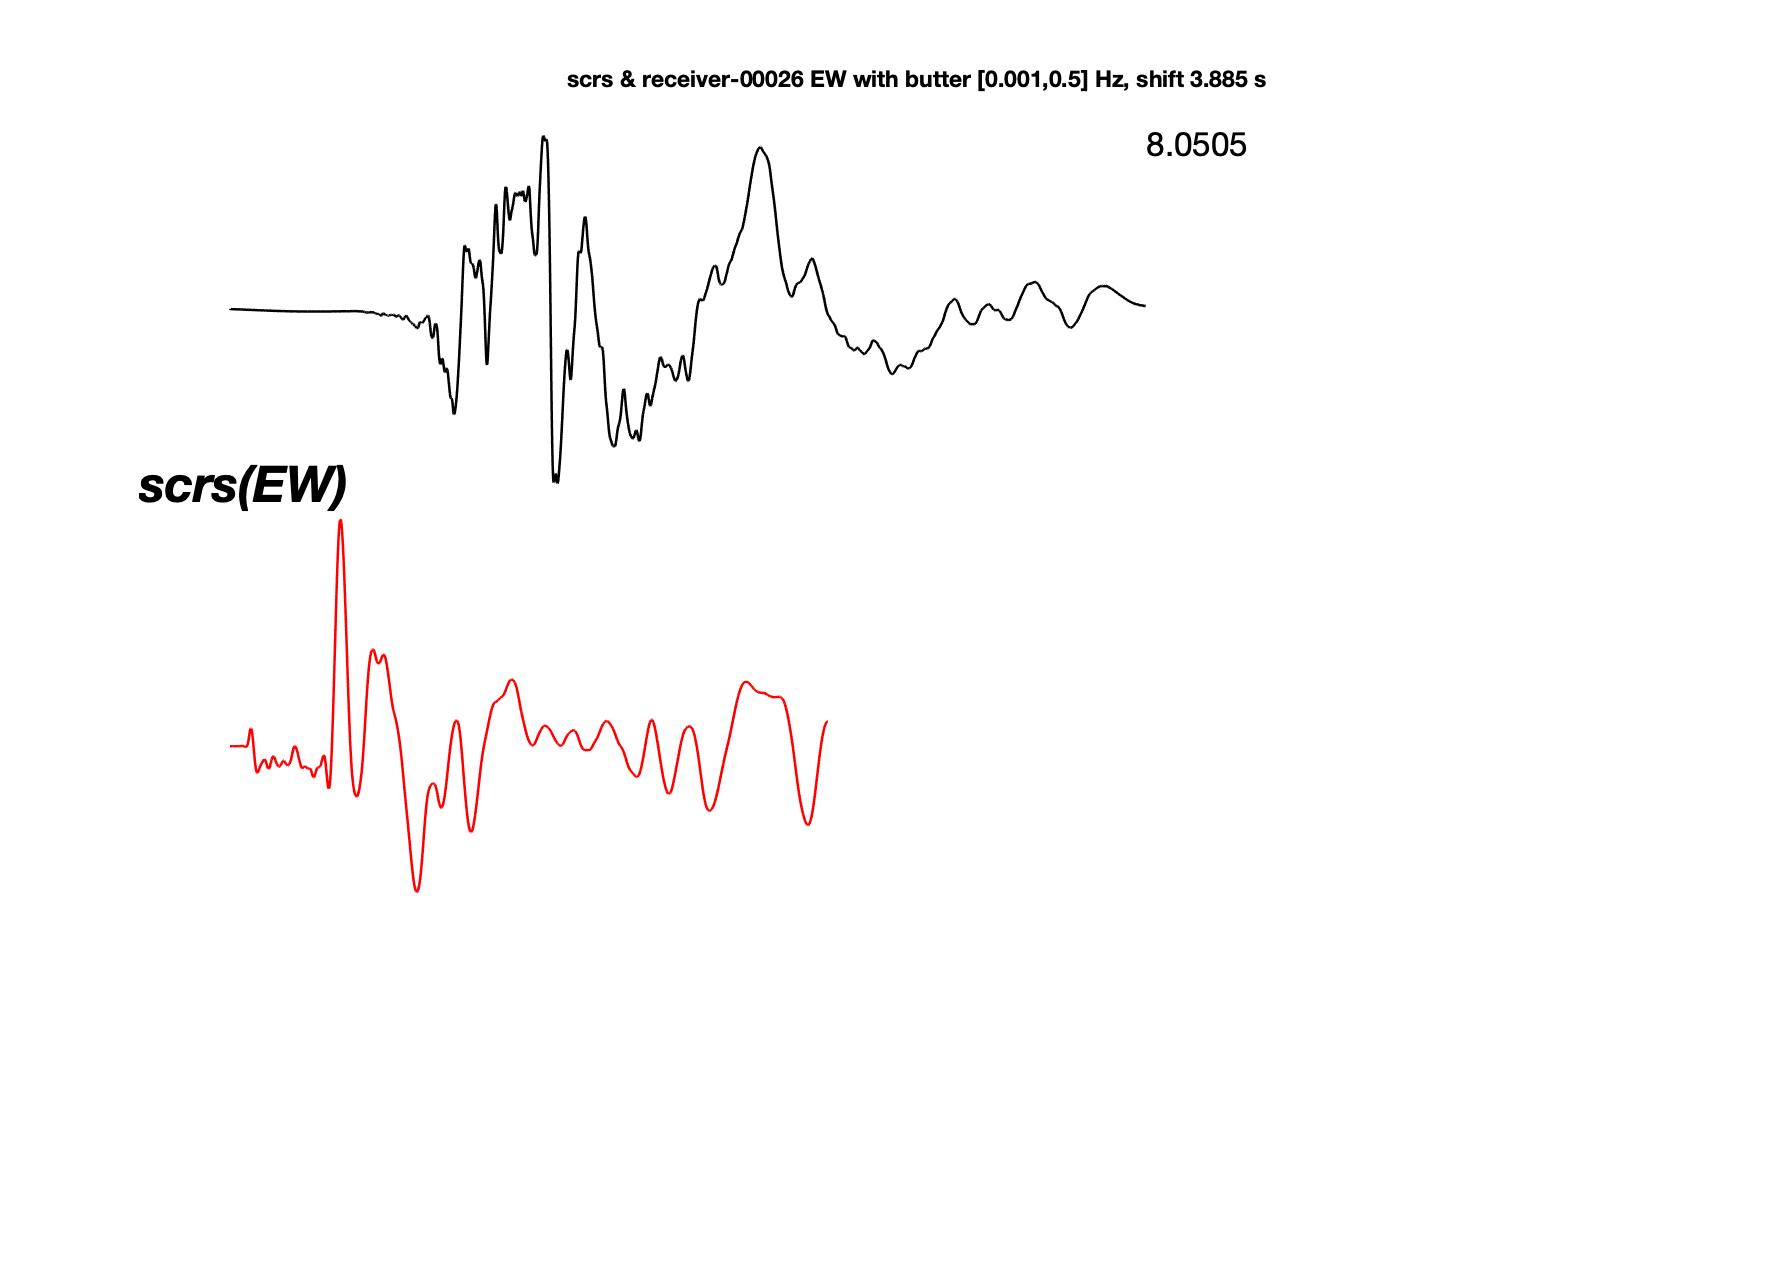 scrs & receiver-00026 EW with butter [0.001,0.5] Hz, shift 3.885 s
8.0505
scrs(EW)